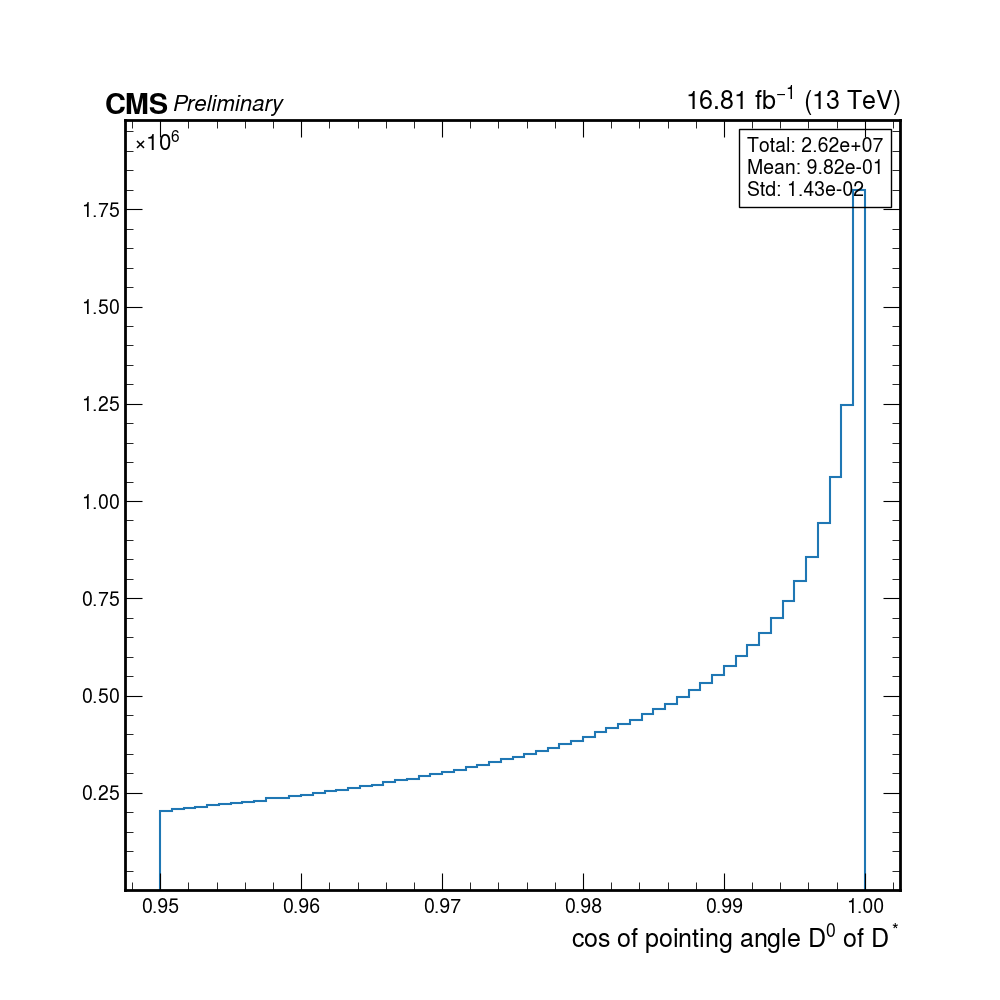 CMS Preliminary
16.81 fb⁻¹ (13 TeV)
×10⁶
Total: 2.62e+07
Mean: 9.82e-01
Std: 1.43e-02
1.75
1.50
1.25
1.00
0.75
0.50
0.25
0.95 0.96 0.97 0.98 0.99 1.00
cos of pointing angle D⁰ of D*